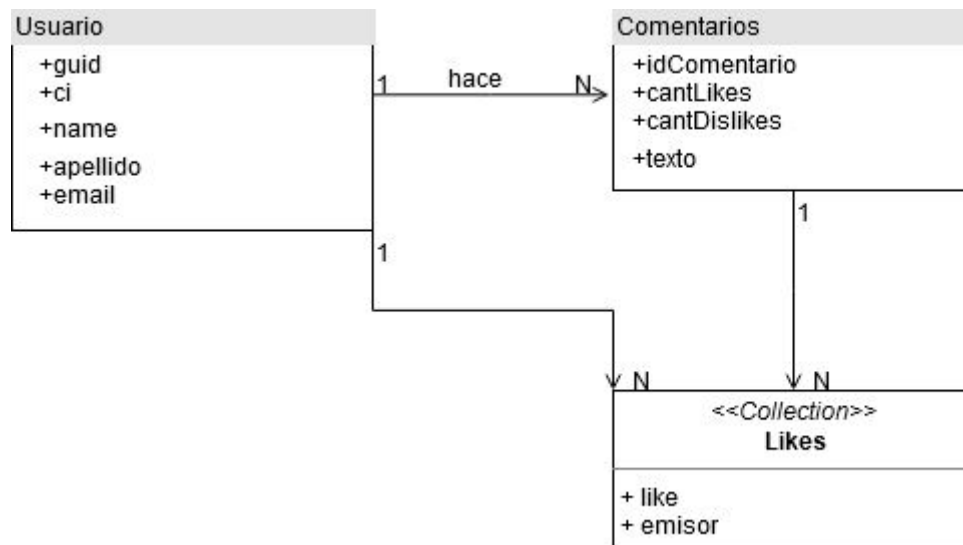 Usuario
+guid
+ci
+name
+apellido
+email
1
hace
N
Comentarios
+idComentario
+cantLikes
+cantDislikes
+texto
1
1
N
N
<<Collection>>
Likes
+ like
+ emisor